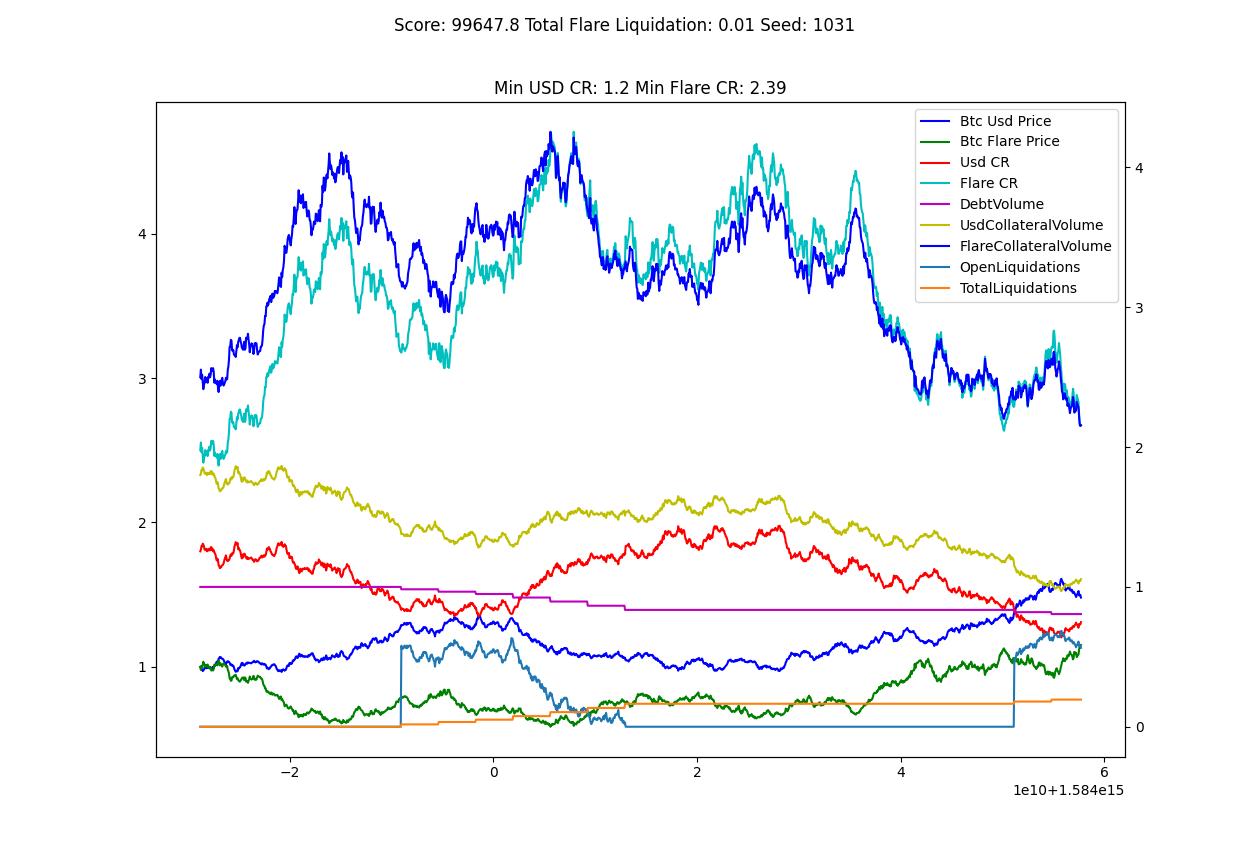 Score: 99647.8 Total Flare Liquidation: 0.01 Seed: 1031
Min USD CR: 1.2 Min Flare CR: 2.39
Btc Usd Price
Btc Flare Price
Usd CR
Flare CR
DebtVolume
UsdCollateralVolume
FlareCollateralVolume
OpenLiquidations
TotalLiquidations
4
3
2
1
4
3
2
1
0
−2
0
2
4
6
1e10+1.584e15